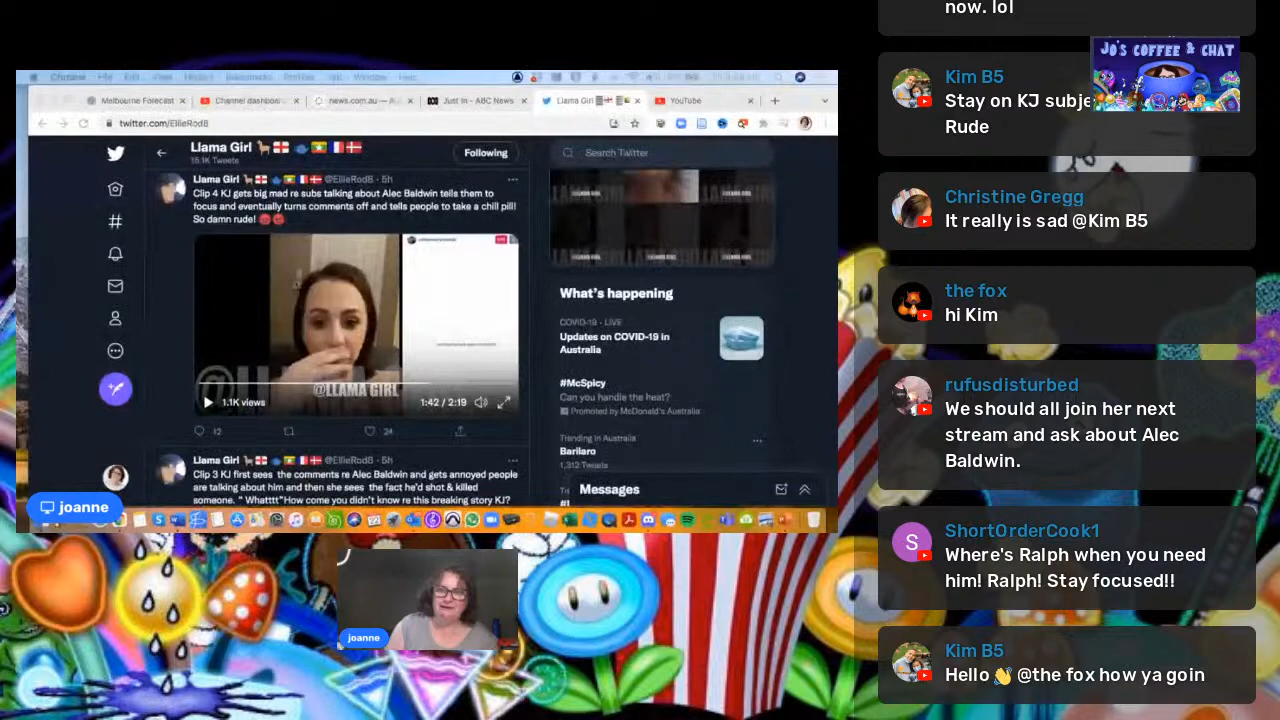 Melbourne Forecast
Channel dashboa
news.com.au
Just In - ABC News
Llama Girl
YouTube
twitter.com/EllieRodB
Llama Girl
15.1K Tweets
Following
Search Twitter
Llama Girl @EllieRodB · 5h
Clip 4 KJ gets big mad re subs talking about Alec Baldwin tells them to
focus and eventually turns comments off and tells people to take a chill pill!
So damn rude!
@LLAMA GIRL
1.1K views
1:42 / 2:19
12
24
Llama Girl @EllieRodB · 5h
Clip 3 KJ first sees the comments re Alec Baldwin and gets annoyed people
are talking about him and then she sees the fact he'd shot & killed
someone. " Whatttt"How come you didn't know re this breaking story KJ?
What's happening
COVID-19 · LIVE
Updates on COVID-19 in
Australia
#McSpicy
Can you handle the heat?
Promoted by McDonald's Australia
Trending in Australia
Barilaro
1,312 Tweets
Messages
joanne
joanne
now. lol
JO'S COFFEE & CHAT
Kim B5
Stay on KJ subje
Rude
Christine Gregg
It really is sad @Kim B5
the fox
hi Kim
rufusdisturbed
We should all join her next
stream and ask about Alec
Baldwin.
S
ShortOrderCook1
Where's Ralph when you need
him! Ralph! Stay focused!!
Kim B5
Hello 👋 @the fox how ya goin